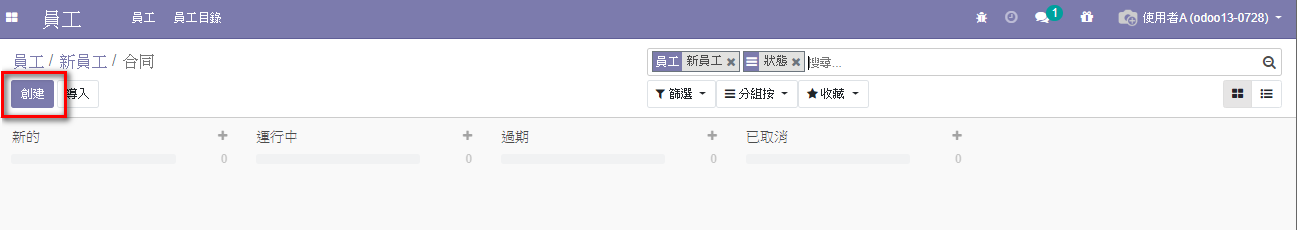 員工 員工 員工目錄 1 使用者A (odoo13-0728)
員工 / 新員工 / 合同 員工 新員工 狀態 搜尋...
創建 導入 篩選 分組按 收藏
新的 運行中 過期 已取消
0 0 0 0